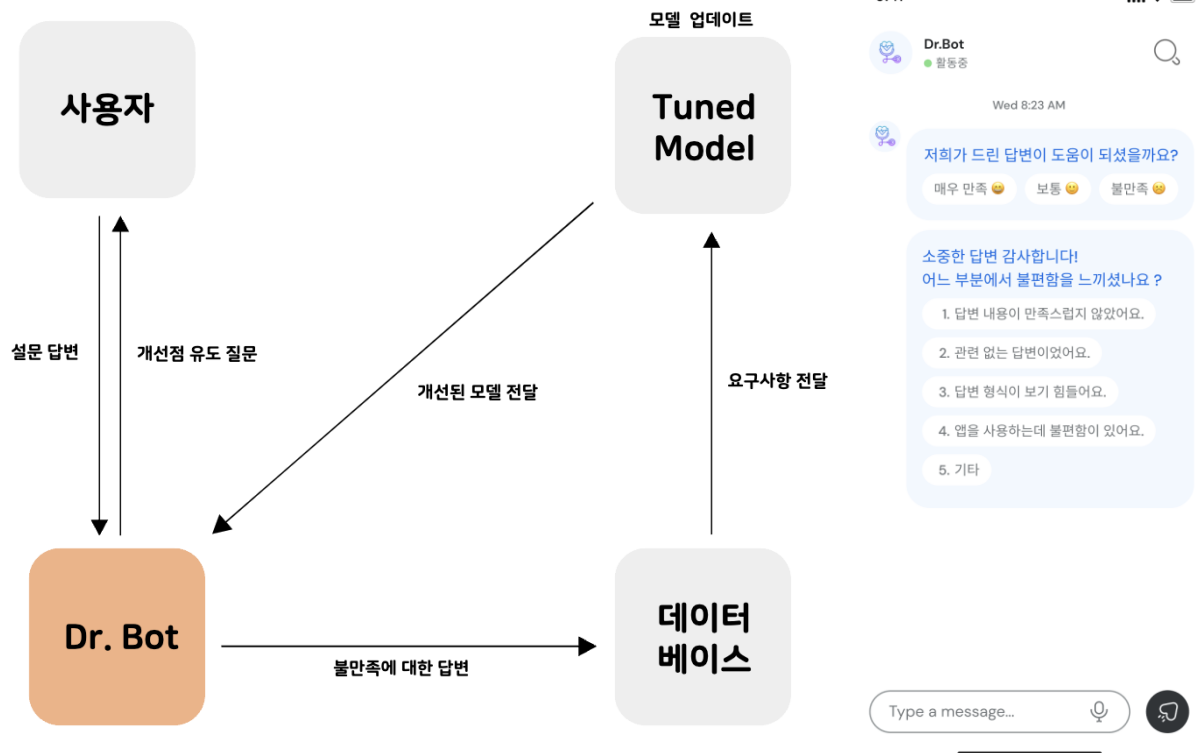 모델 업데이트
사용자
Tuned
Model
설문 답변
개선점 유도 질문
개선된 모델 전달
요구사항 전달
Dr. Bot
불만족에 대한 답변
데이터
베이스
Dr.Bot
활동중
Wed 8:23 AM
저희가 드린 답변이 도움이 되셨을까요?
매우 만족 😄 보통 🙂 불만족 🙁
소중한 답변 감사합니다!
어느 부분에서 불편함을 느끼셨나요 ?
1. 답변 내용이 만족스럽지 않았어요.
2. 관련 없는 답변이었어요.
3. 답변 형식이 보기 힘들어요.
4. 앱을 사용하는데 불편함이 있어요.
5. 기타
Type a message...